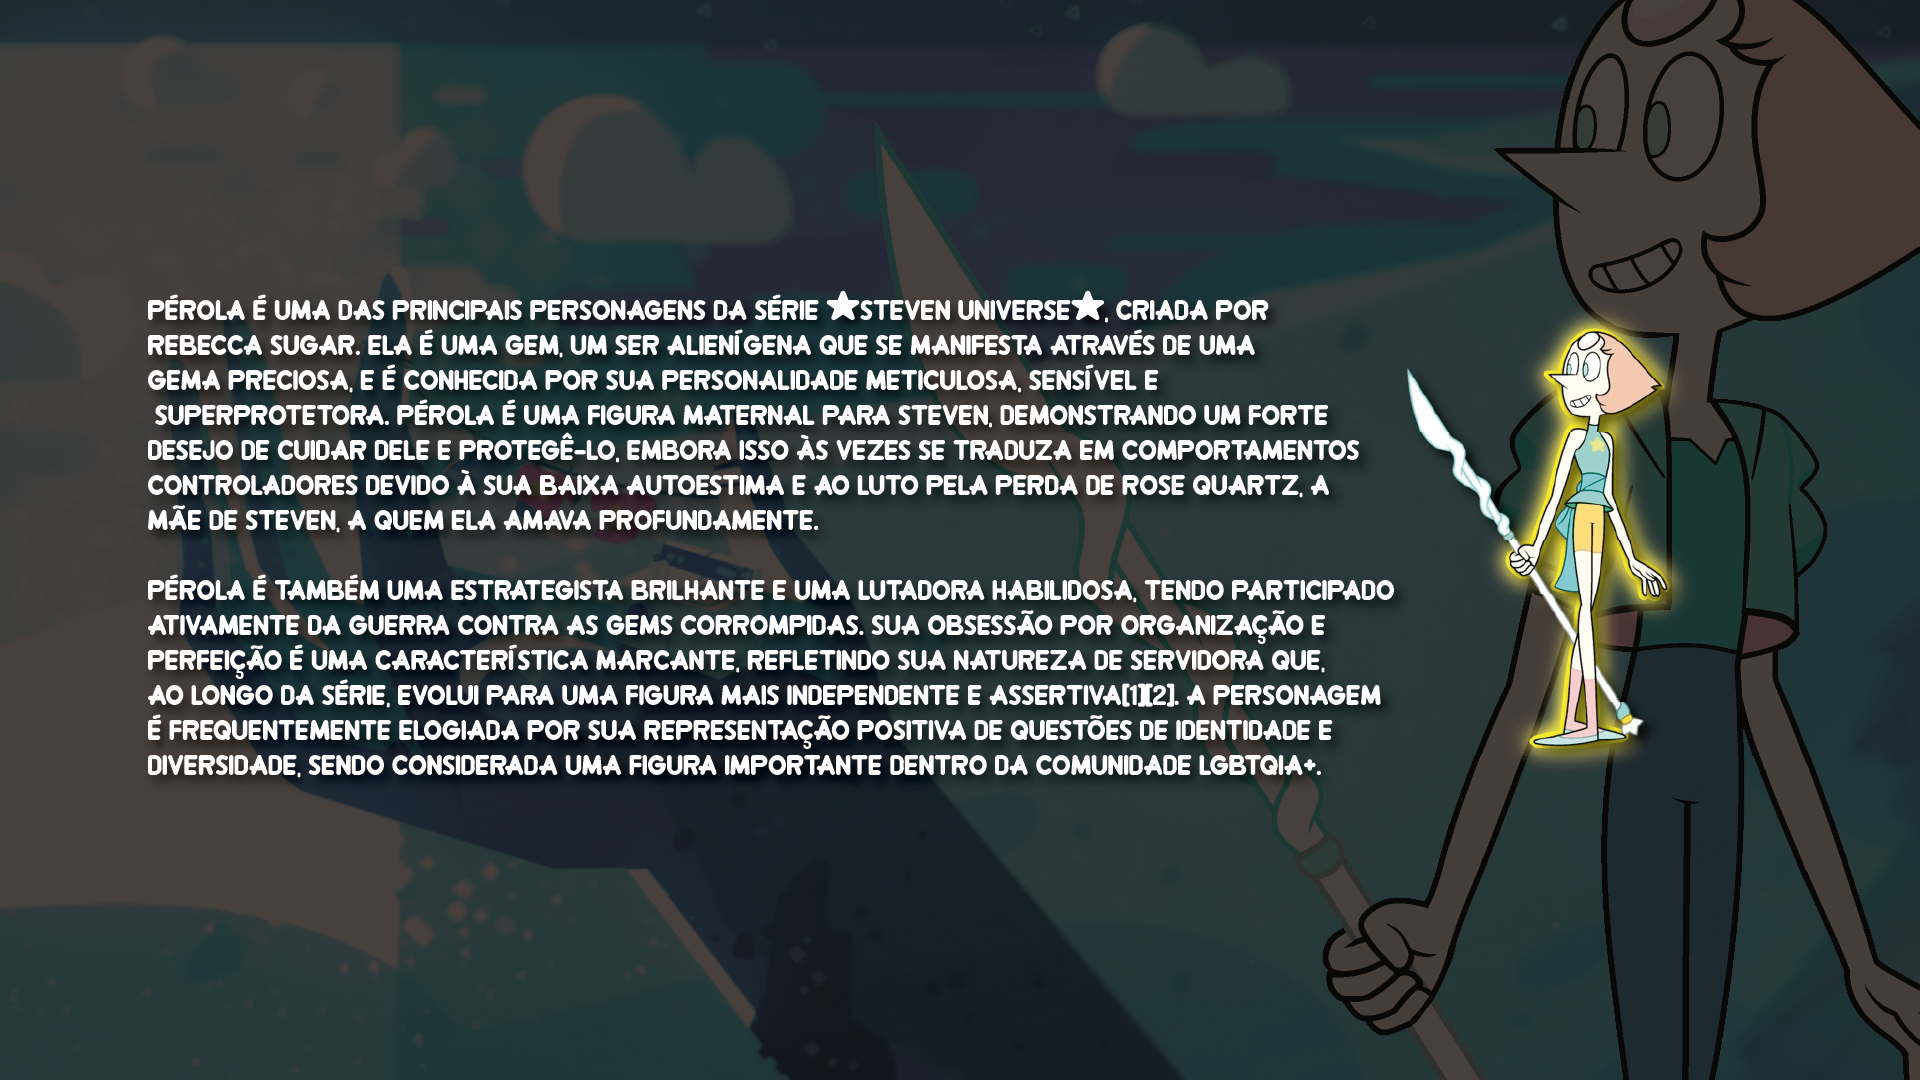 PÉROLA É UMA DAS PRINCIPAIS PERSONAGENS DA SÉRIE ★STEVEN UNIVERSE★, CRIADA POR
REBECCA SUGAR. ELA É UMA GEM, UM SER ALIENÍGENA QUE SE MANIFESTA ATRAVÉS DE UMA
GEMA PRECIOSA, E É CONHECIDA POR SUA PERSONALIDADE METICULOSA, SENSÍVEL E
SUPERPROTETORA. PÉROLA É UMA FIGURA MATERNAL PARA STEVEN, DEMONSTRANDO UM FORTE
DESEJO DE CUIDAR DELE E PROTEGÊ-LO, EMBORA ISSO ÀS VEZES SE TRADUZA EM COMPORTAMENTOS
CONTROLADORES DEVIDO À SUA BAIXA AUTOESTIMA E AO LUTO PELA PERDA DE ROSE QUARTZ, A
MÃE DE STEVEN, A QUEM ELA AMAVA PROFUNDAMENTE.
PÉROLA É TAMBÉM UMA ESTRATEGISTA BRILHANTE E UMA LUTADORA HABILIDOSA, TENDO PARTICIPADO
ATIVAMENTE DA GUERRA CONTRA AS GEMS CORROMPIDAS. SUA OBSESSÃO POR ORGANIZAÇÃO E
PERFEIÇÃO É UMA CARACTERÍSTICA MARCANTE, REFLETINDO SUA NATUREZA DE SERVIDORA QUE,
AO LONGO DA SÉRIE, EVOLUI PARA UMA FIGURA MAIS INDEPENDENTE E ASSERTIVA[1][2]. A PERSONAGEM
É FREQUENTEMENTE ELOGIADA POR SUA REPRESENTAÇÃO POSITIVA DE QUESTÕES DE IDENTIDADE E
DIVERSIDADE, SENDO CONSIDERADA UMA FIGURA IMPORTANTE DENTRO DA COMUNIDADE LGBTQIA+.